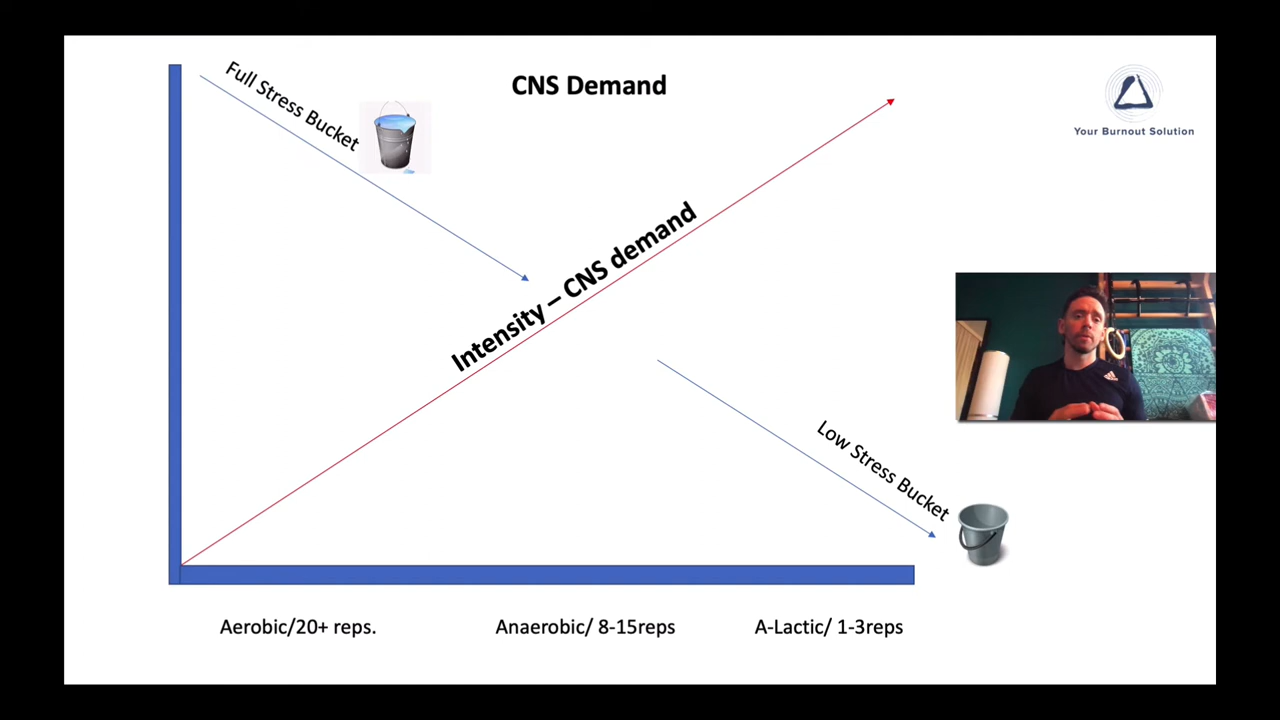 CNS Demand
Full Stress Bucket
Your Burnout Solution
Intensity – CNS demand
Low Stress Bucket
Aerobic/20+ reps.
Anaerobic/ 8-15reps
A-Lactic/ 1-3reps